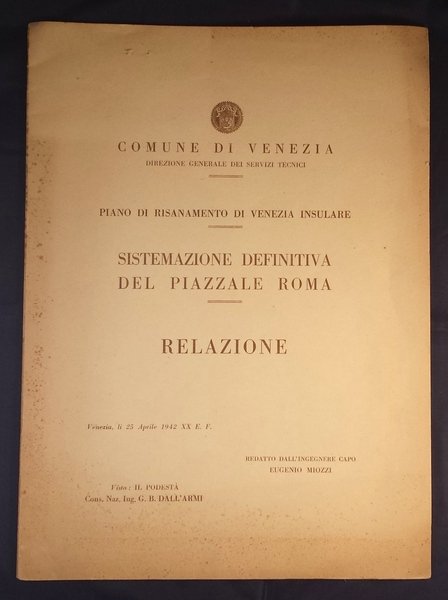 COMUNE DI VENEZIA
DIREZIONE GENERALE DEI SERVIZI TECNICI
PIANO DI RISANAMENTO DI VENEZIA INSULARE
SISTEMAZIONE DEFINITIVA
DEL PIAZZALE ROMA
RELAZIONE
Venezia, li 25 Aprile 1942 XX E. F.
REDATTO DALL'INGEGNERE CAPO
EUGENIO MIOZZI
Visto: IL PODESTÀ
Cons. Naz. Ing. G. B. DALL'ARMI